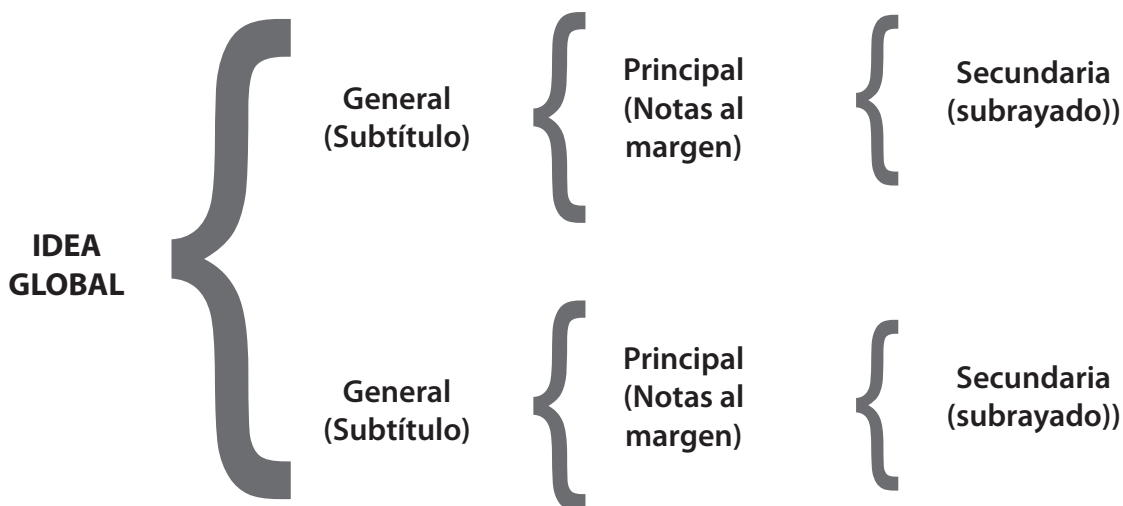 IDEA
GLOBAL
General
(Subtítulo)
Principal
(Notas al
margen)
Secundaria
(subrayado))
General
(Subtítulo)
Principal
(Notas al
margen)
Secundaria
(subrayado))